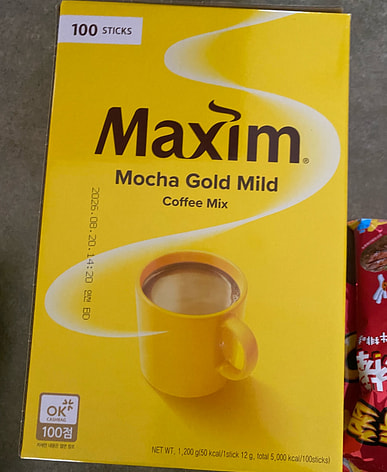 100 STICKS
Maxim®
Mocha Gold Mild
Coffee Mix
2026.08.20.14:20
OK
CASHBAG
100점
NET WT. 1,200 g(50 kcal/1stick 12 g, total 5,000 kcal/100sticks)